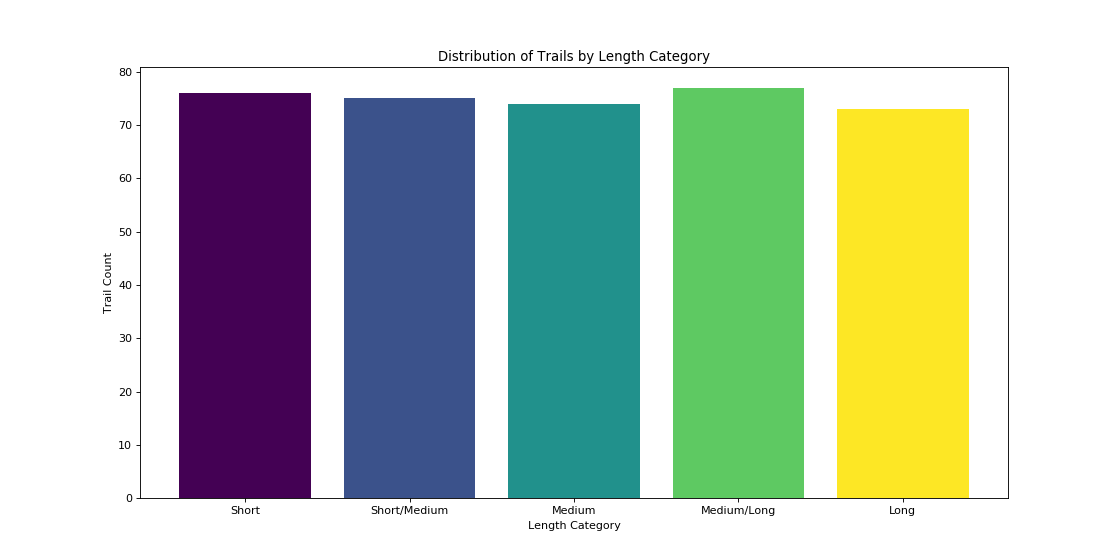 Distribution of Trails by Length Category
80
70
60
50
40
30
20
10
0
Trail Count
Short
Short/Medium
Medium
Medium/Long
Long
Length Category